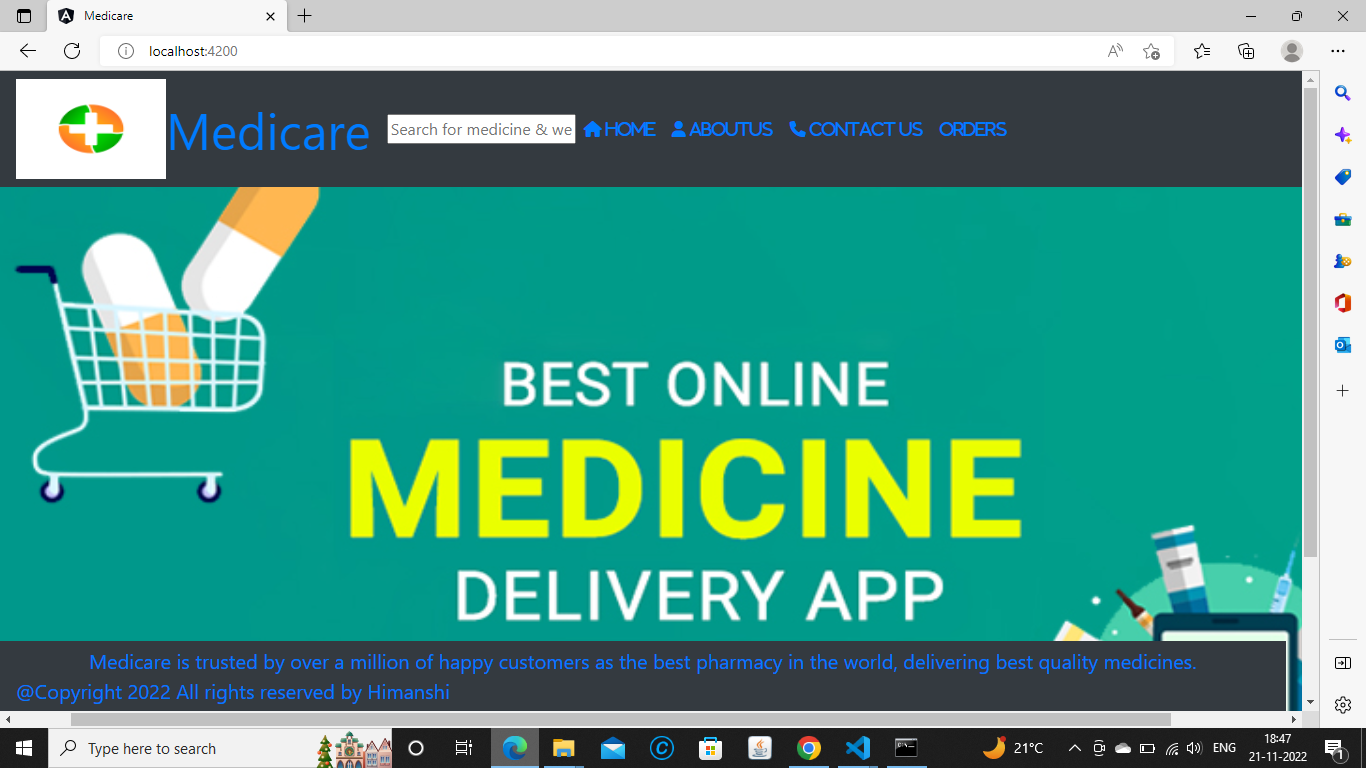 Medicare
localhost:4200
Medicare
Search for medicine & we
HOME
ABOUTUS
CONTACT US
ORDERS
BEST ONLINE
MEDICINE
DELIVERY APP
Medicare is trusted by over a million of happy customers as the best pharmacy in the world, delivering best quality medicines.
@Copyright 2022 All rights reserved by Himanshi
Type here to search
21°C
ENG
18:47
21-11-2022
1